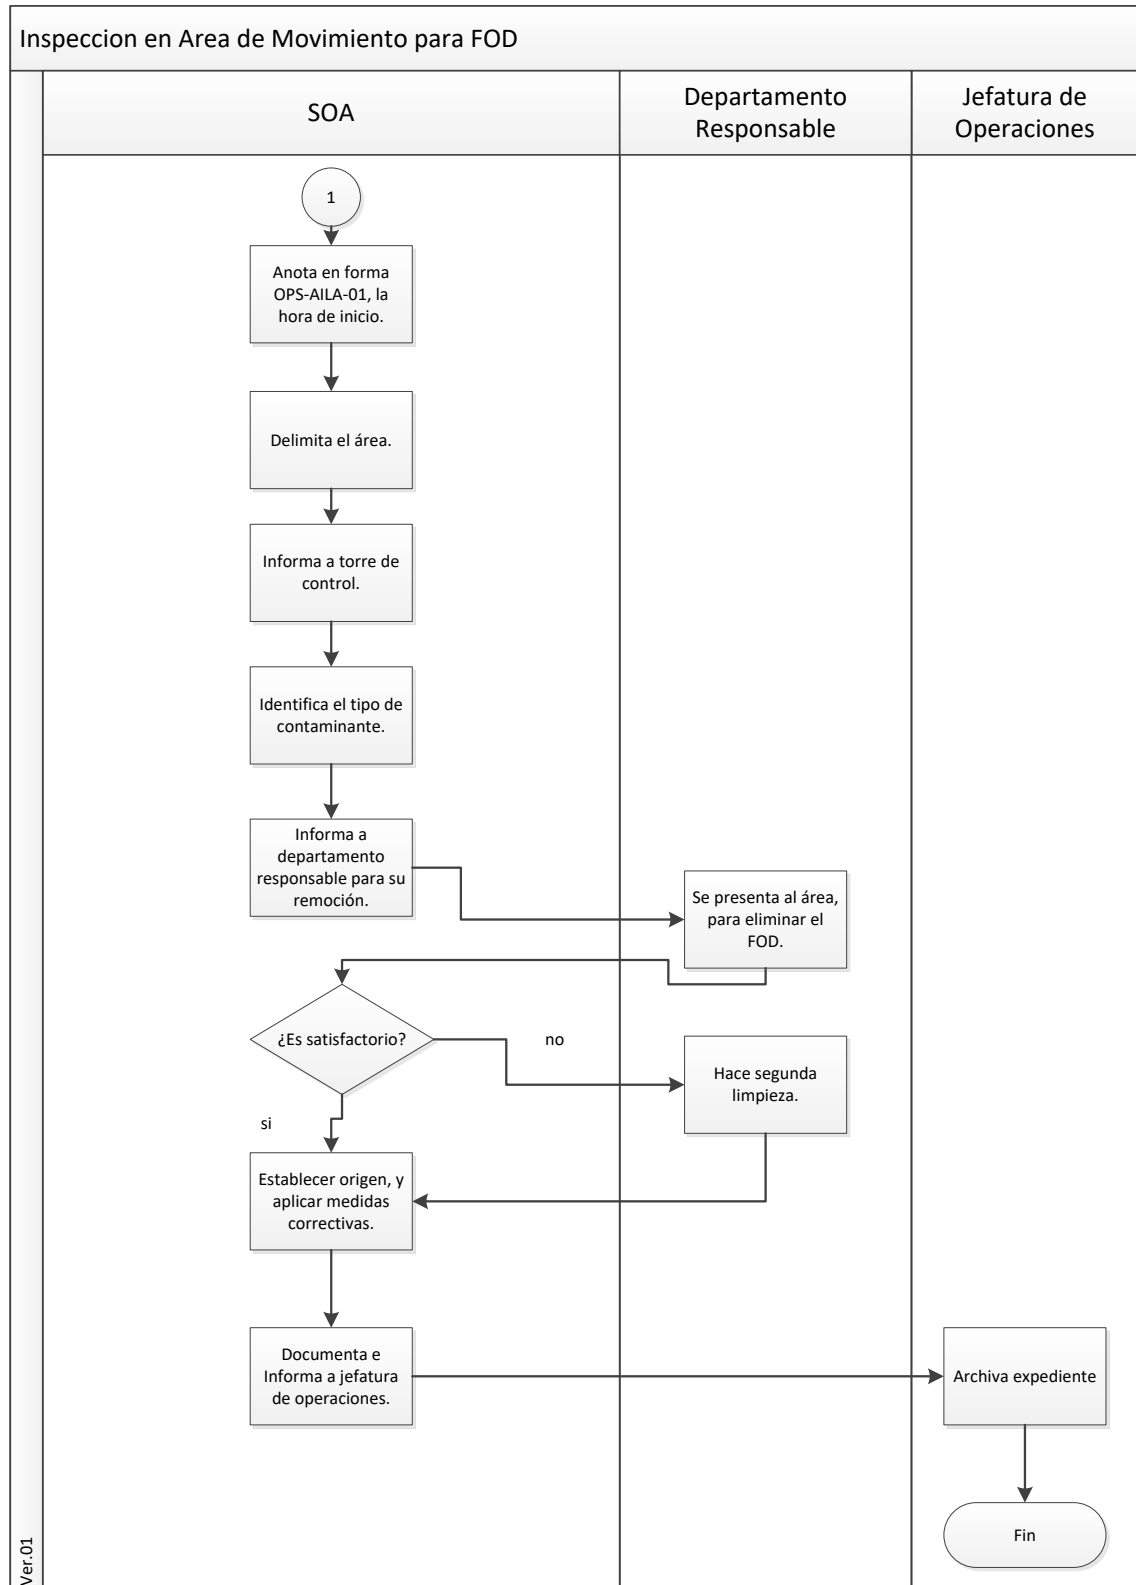 Inspeccion en Area de Movimiento para FOD
SOA
Departamento
Responsable
Jefatura de
Operaciones
1
Anota en forma
OPS-AILA-01, la
hora de inicio.
Delimita el área.
Informa a torre de
control.
Identifica el tipo de
contaminante.
Informa a
departamento
responsable para su
remoción.
Se presenta al área,
para eliminar el
FOD.
¿Es satisfactorio?
no
Hace segunda
limpieza.
si
Establecer origen, y
aplicar medidas
correctivas.
Documenta e
Informa a jefatura
de operaciones.
Archiva expediente
Fin
Ver.01